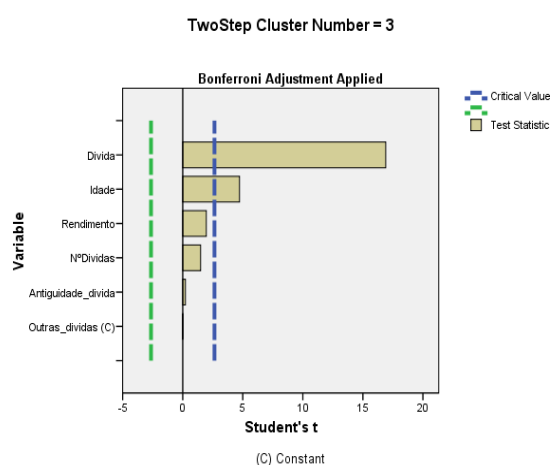 TwoStep Cluster Number = 3
Bonferroni Adjustment Applied
Critical Value
Test Statistic
Variable
Divida
Idade
Rendimento
NºDividas
Antiguidade_divida
Outras_dividas (C)
-5 0 5 10 15 20
Student's t
(C) Constant